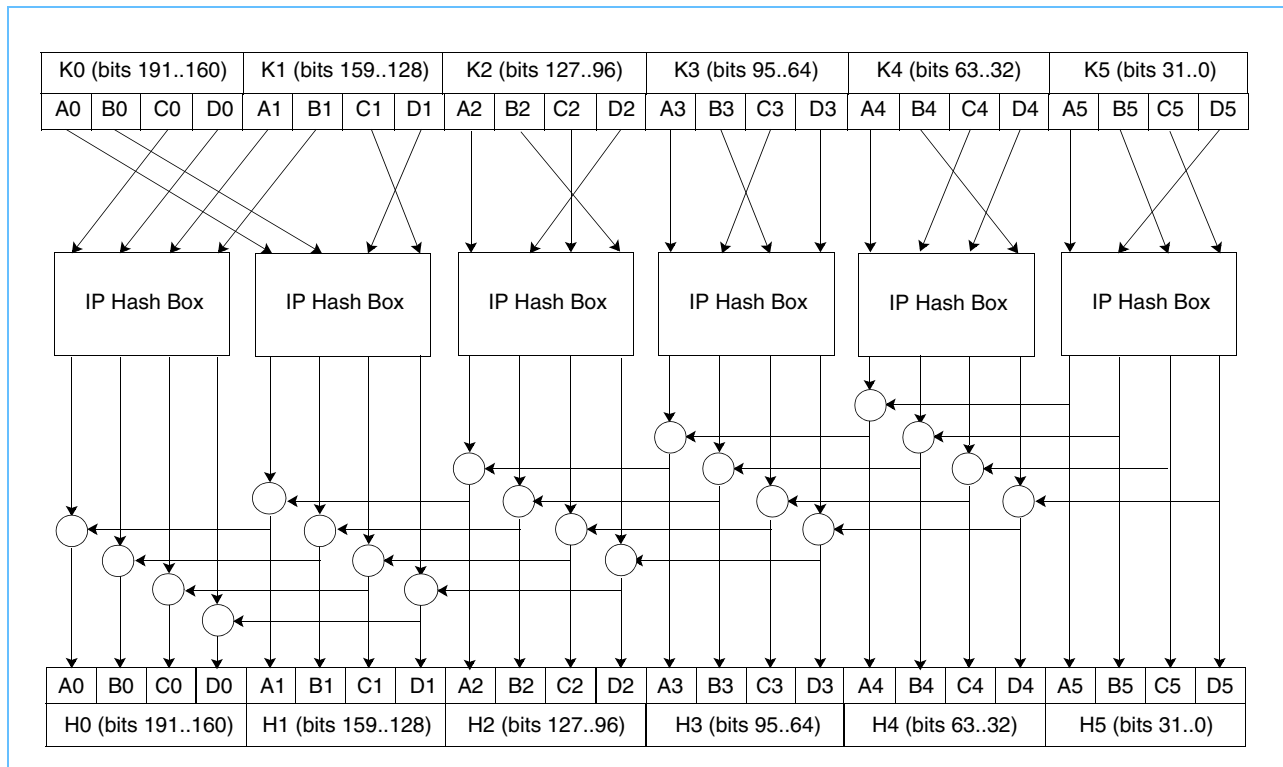 K0 (bits 191..160) K1 (bits 159..128) K2 (bits 127..96) K3 (bits 95..64) K4 (bits 63..32) K5 (bits 31..0)
A0 B0 C0 D0 A1 B1 C1 D1 A2 B2 C2 D2 A3 B3 C3 D3 A4 B4 C4 D4 A5 B5 C5 D5
IP Hash Box IP Hash Box IP Hash Box IP Hash Box IP Hash Box IP Hash Box
A0 B0 C0 D0 A1 B1 C1 D1 A2 B2 C2 D2 A3 B3 C3 D3 A4 B4 C4 D4 A5 B5 C5 D5
H0 (bits 191..160) H1 (bits 159..128) H2 (bits 127..96) H3 (bits 95..64) H4 (bits 63..32) H5 (bits 31..0)